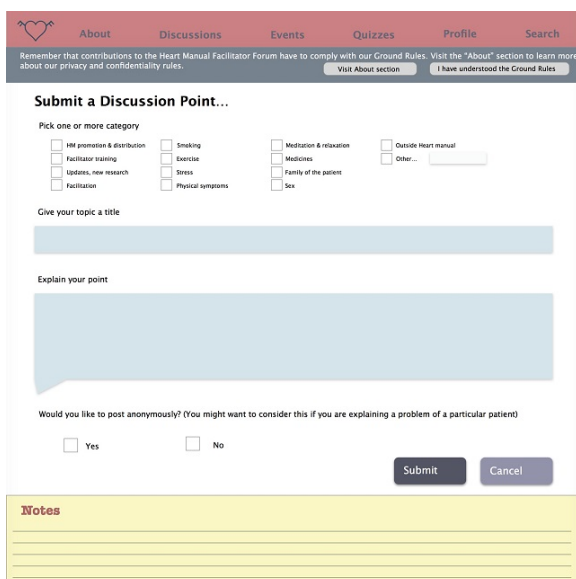 About Discussions Events Quizzes Profile Search
Remember that contributions to the Heart Manual Facilitator Forum have to comply with our Ground Rules. Visit the "About" section to learn more
about our privacy and confidentiality rules.
Visit About section
I have understood the Ground Rules
Submit a Discussion Point...
Pick one or more category
HM promotion & distribution Smoking Meditation & relaxation Outside Heart manual
Facilitator training Exercise Medicines Other...
Updates, new research Stress Family of the patient
Facilitation Physical symptoms Sex
Give your topic a title
Explain your point
Would you like to post anonymously? (You might want to consider this if you are explaining a problem of a particular patient)
Yes No
Submit Cancel
Notes